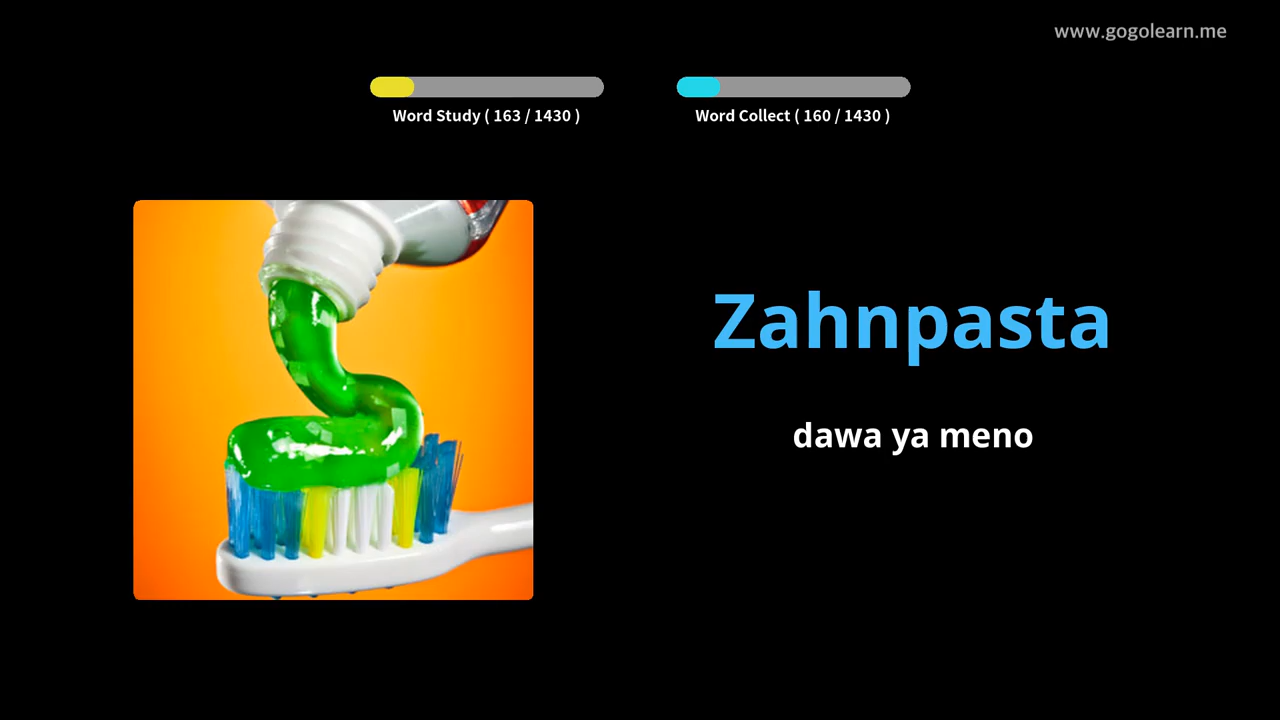 www.gogolearn.me
Word Study ( 163 / 1430 )
Word Collect ( 160 / 1430 )
Zahnpasta
dawa ya meno